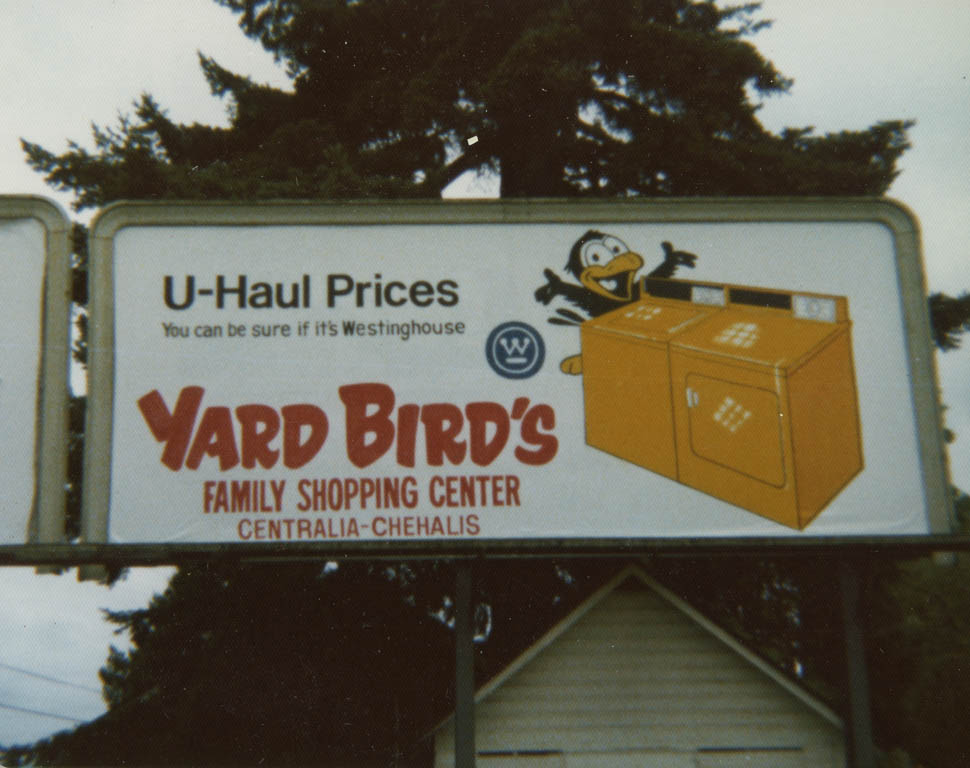 U-Haul Prices
You can be sure if it's Westinghouse
W
YARD BIRD'S
FAMILY SHOPPING CENTER
CENTRALIA-CHEHALIS